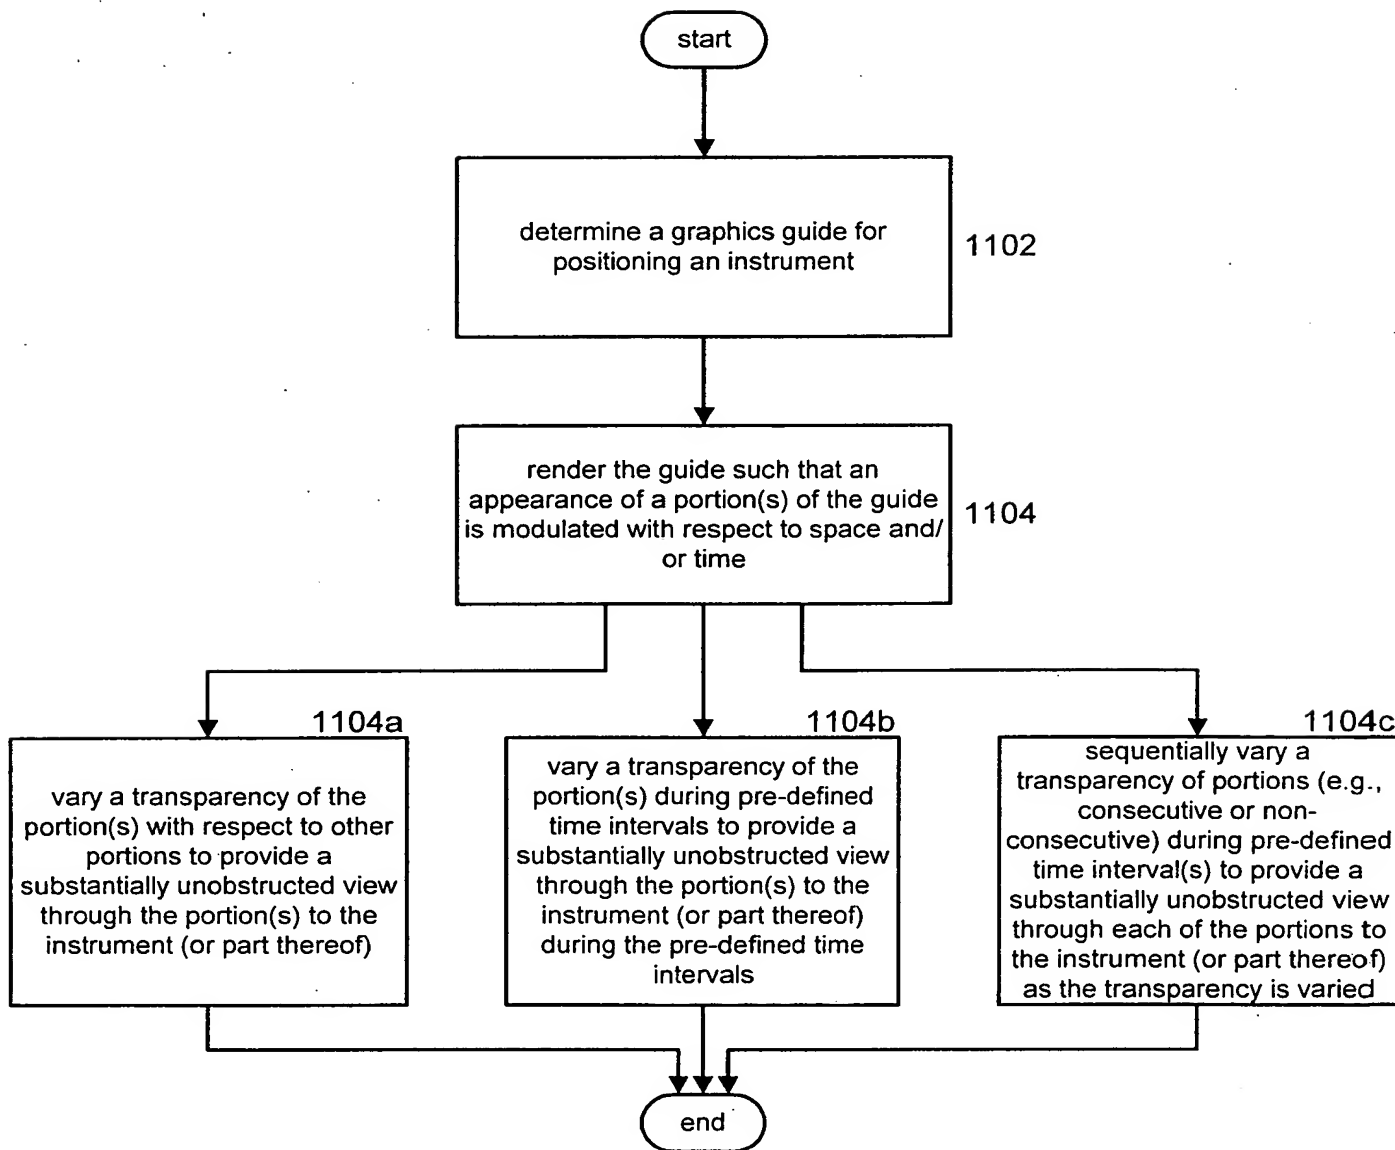 start
determine a graphics guide for
positioning an instrument
1102
render the guide such that an
appearance of a portion(s) of the guide
is modulated with respect to space and/
or time
1104
1104a
vary a transparency of the
portion(s) with respect to other
portions to provide a
substantially unobstructed view
through the portion(s) to the
instrument (or part thereof)
1104b
vary a transparency of the
portion(s) during pre-defined
time intervals to provide a
substantially unobstructed view
through the portion(s) to the
instrument (or part thereof)
during the pre-defined time
intervals
1104c
sequentially vary a
transparency of portions (e.g.,
consecutive or non-
consecutive) during pre-defined
time interval(s) to provide a
substantially unobstructed view
through each of the portions to
the instrument (or part thereof)
as the transparency is varied
end